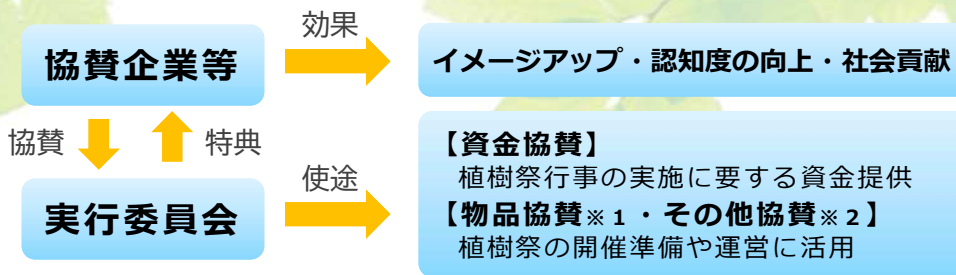 効果
協賛企業等
イメージアップ・認知度の向上・社会貢献
協賛
特典
【資金協賛】
植樹祭行事の実施に要する資金提供
使途
実行委員会
【物品協賛※1・その他協賛※2】
植樹祭の開催準備や運営に活用